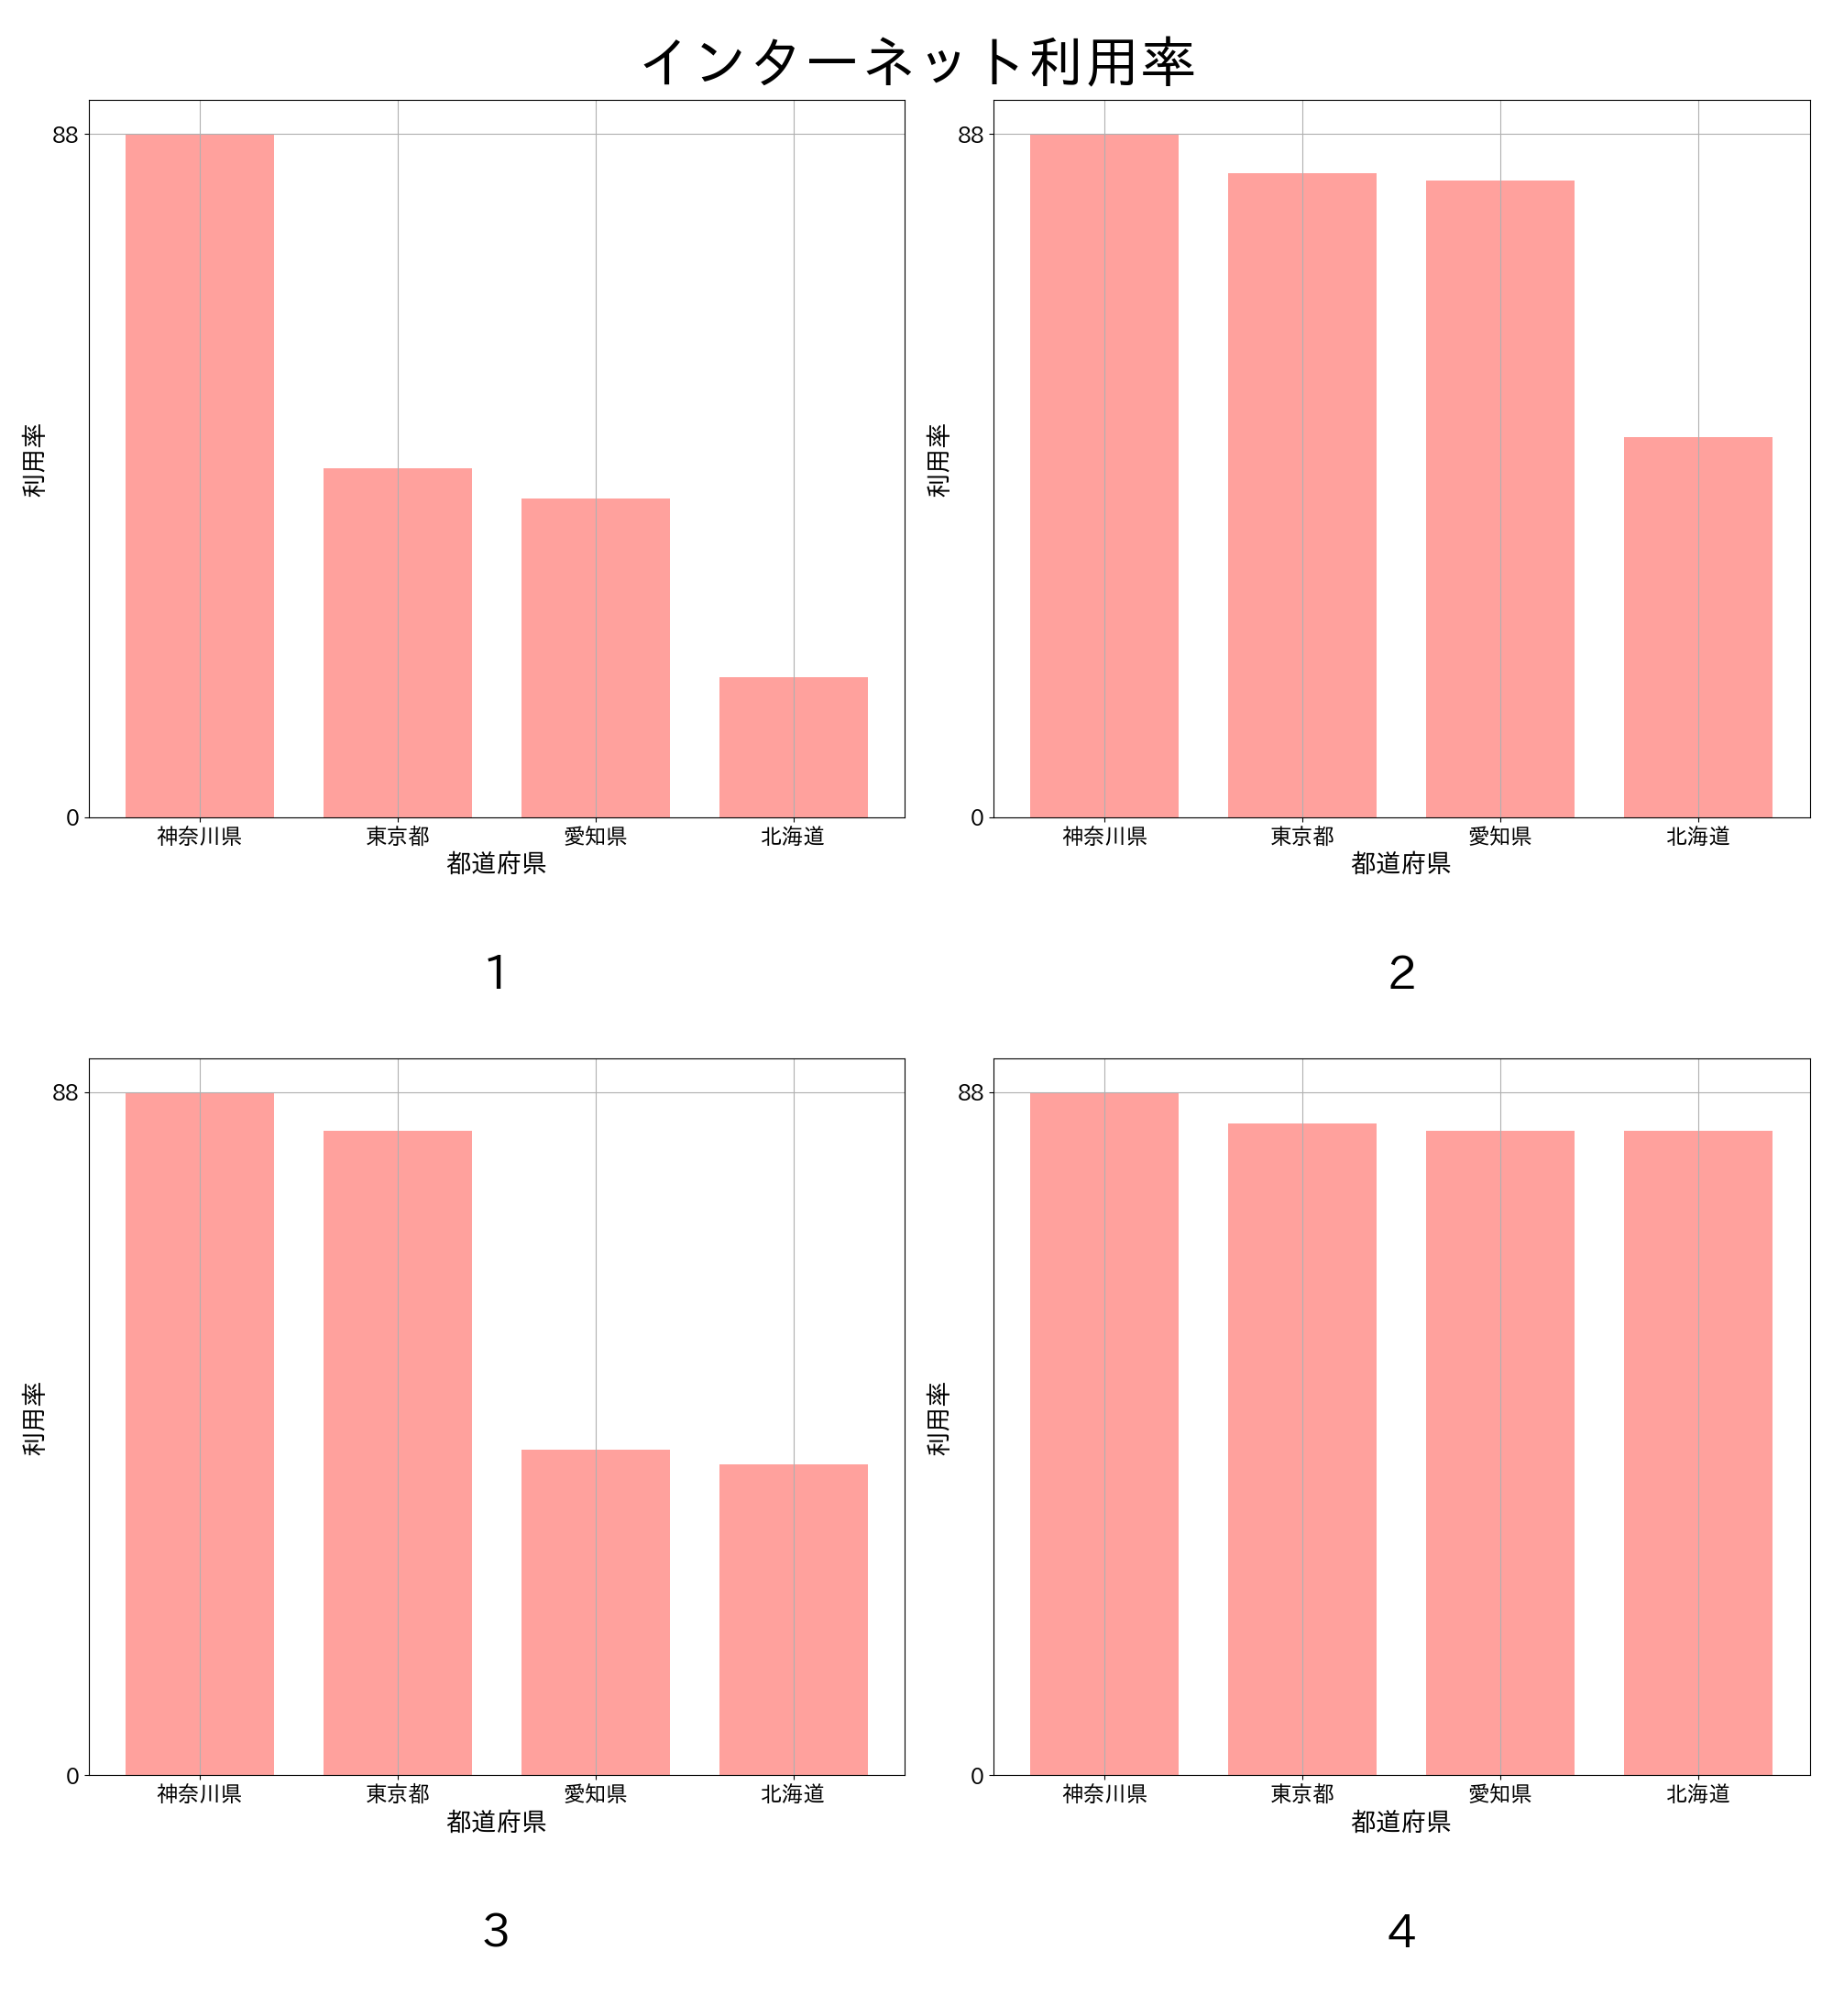 インターネット利用率
88
0
利用率
神奈川県 東京都 愛知県 北海道
都道府県
1
88
0
利用率
神奈川県 東京都 愛知県 北海道
都道府県
2
88
0
利用率
神奈川県 東京都 愛知県 北海道
都道府県
3
88
0
利用率
神奈川県 東京都 愛知県 北海道
都道府県
4